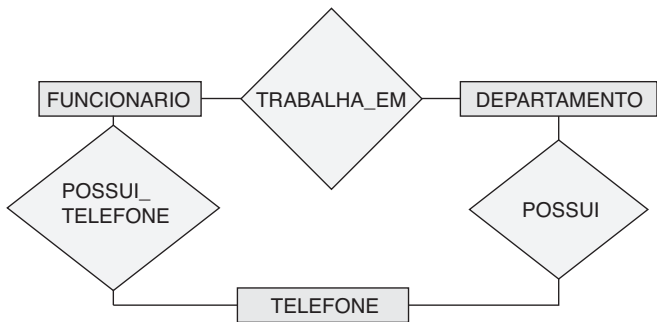 FUNCIONARIO
TRABALHA_EM
DEPARTAMENTO
POSSUI_
TELEFONE
POSSUI
TELEFONE